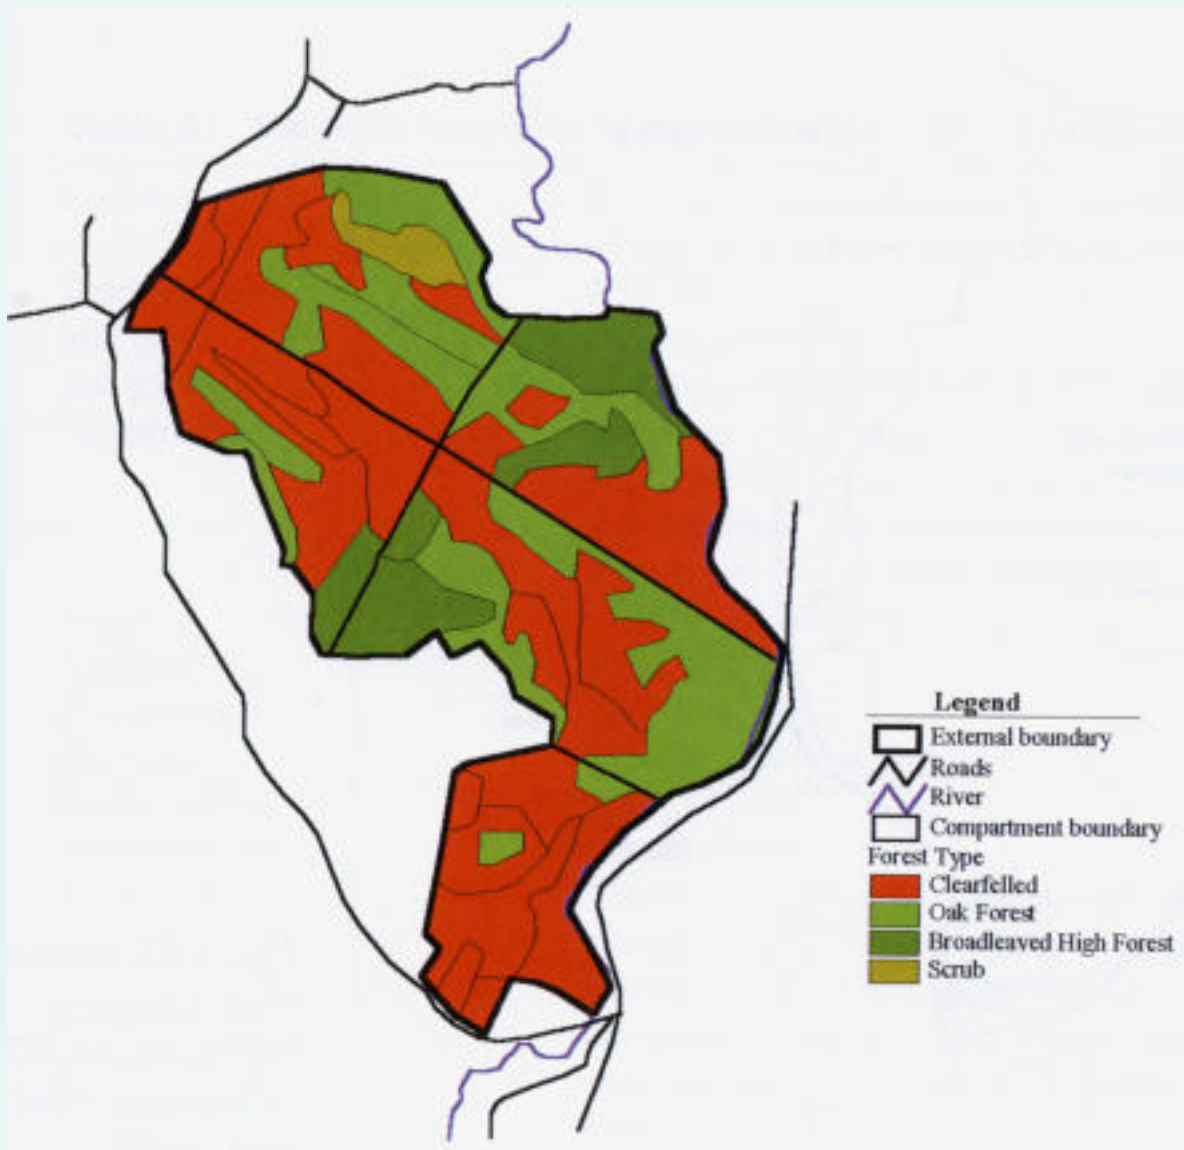 Legend
External boundary
Roads
River
Compartment boundary
Forest Type
Clearfelled
Oak Forest
Broadleaved High Forest
Scrub